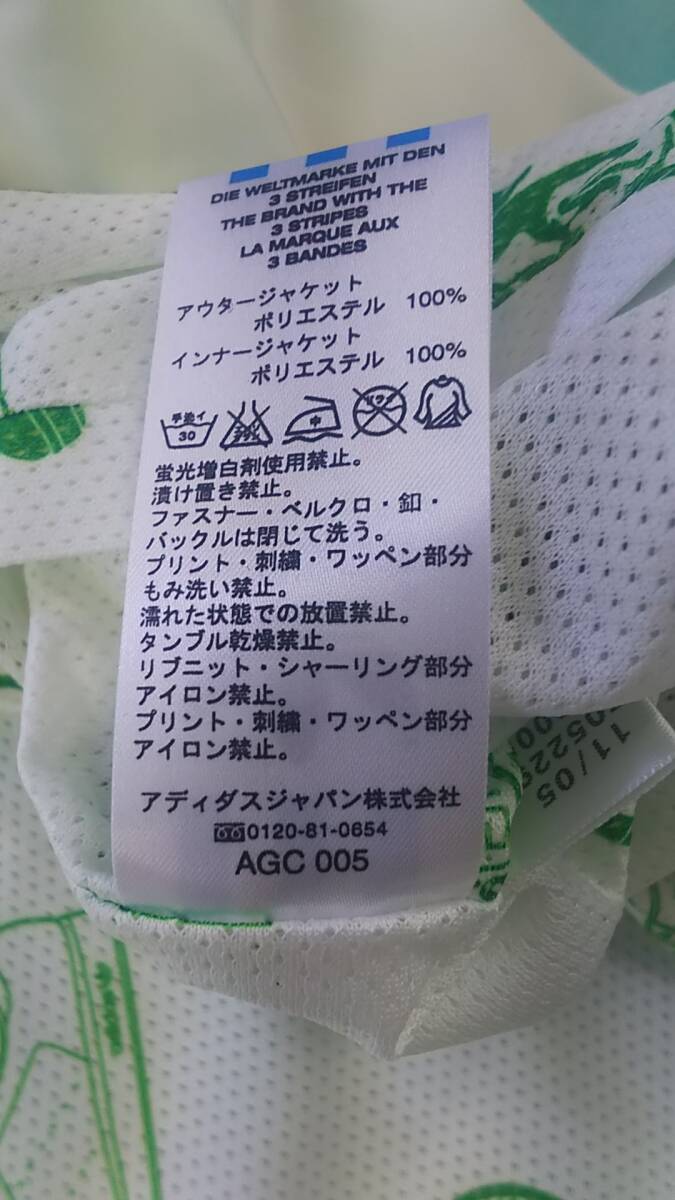 DIE WELTMARKE MIT DEN
3 STREIFEN
THE BRAND WITH THE
3 STRIPES
LA MARQUE AUX
3 BANDES
アウタージャケット
ポリエステル 100%
インナージャケット
ポリエステル 100%
手洗イ
30
中
蛍光増白剤使用禁止。
漬け置き禁止。
ファスナー・ベルクロ・釦・
バックルは閉じて洗う。
プリント・刺繍・ワッペン部分
もみ洗い禁止。
濡れた状態での放置禁止。
タンブル乾燥禁止。
リブニット・シャーリング部分
アイロン禁止。
プリント・刺繍・ワッペン部分
アイロン禁止。
アディダスジャパン株式会社
0120-81-0654
AGC 005
11/05